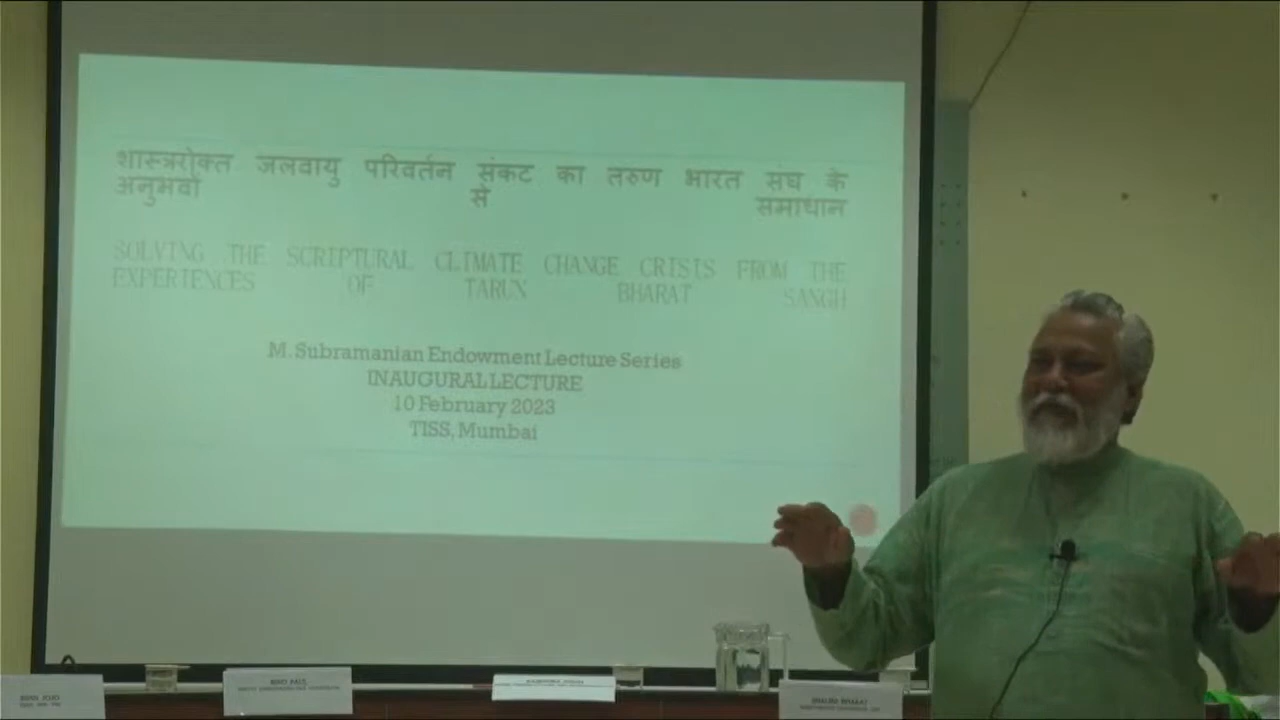 शास्त्ररोक्त जलवायु परिवर्तन संकट का तरुण भारत संघ के
अनुभवों से समाधान
SOLVING THE SCRIPTURAL CLIMATE CHANGE CRISIS FROM THE
EXPERIENCES OF TARUN BHARAT SANGH
M. Subramanian Endowment Lecture Series
INAUGURAL LECTURE
10 February 2023
TISS, Mumbai